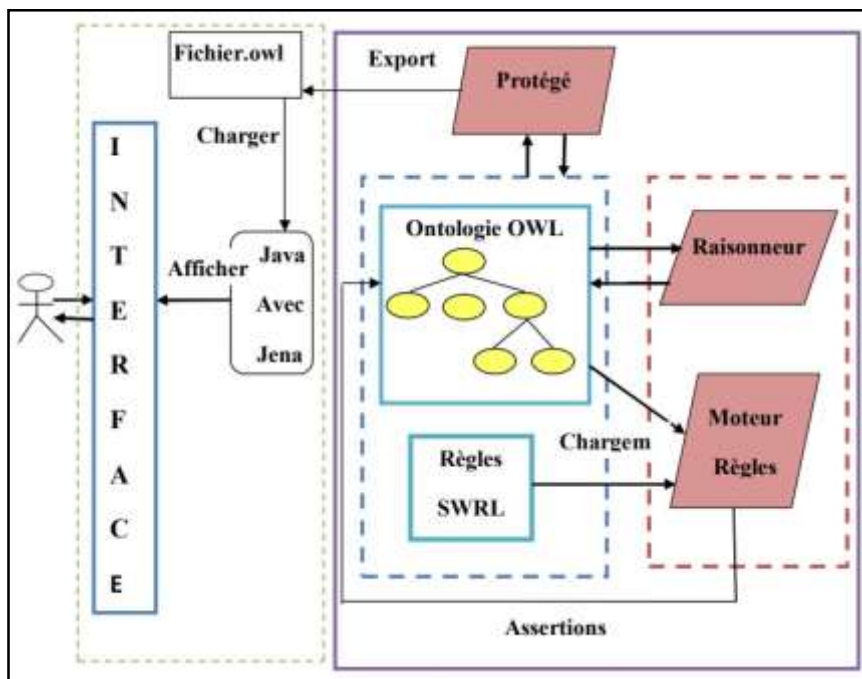 Fichier.owl
Export
Protégé
Charger
I
N
T
E
R
F
A
C
E
Afficher
Java
Avec
Jena
Ontologie OWL
Raisonneur
Chargem
Moteur
Règles
Règles
SWRL
Assertions